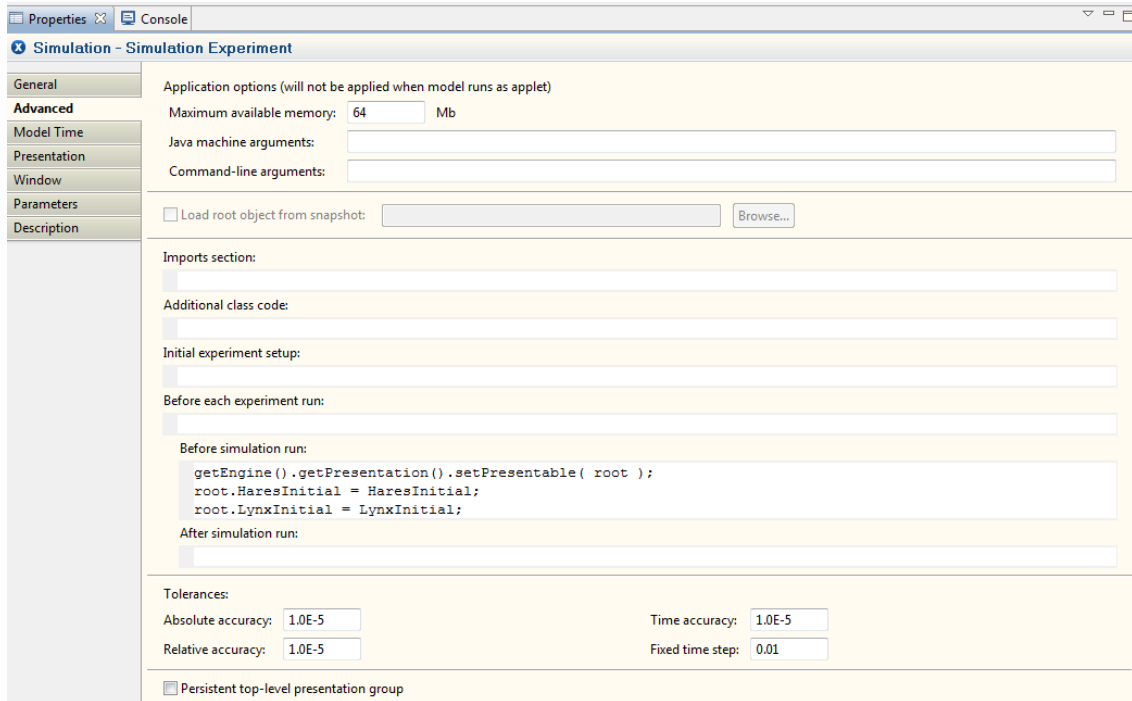 Properties Console
Simulation - Simulation Experiment
General
Advanced
Model Time
Presentation
Window
Parameters
Description
Application options (will not be applied when model runs as applet)
Maximum available memory: 64 Mb
Java machine arguments:
Command-line arguments:
Load root object from snapshot: Browse...
Imports section:
Additional class code:
Initial experiment setup:
Before each experiment run:
Before simulation run:
getEngine().getPresentation().setPresentable( root );
root.HaresInitial = HaresInitial;
root.LynxInitial = LynxInitial;
After simulation run:
Tolerances:
Absolute accuracy: 1.0E-5 Time accuracy: 1.0E-5
Relative accuracy: 1.0E-5 Fixed time step: 0.01
Persistent top-level presentation group